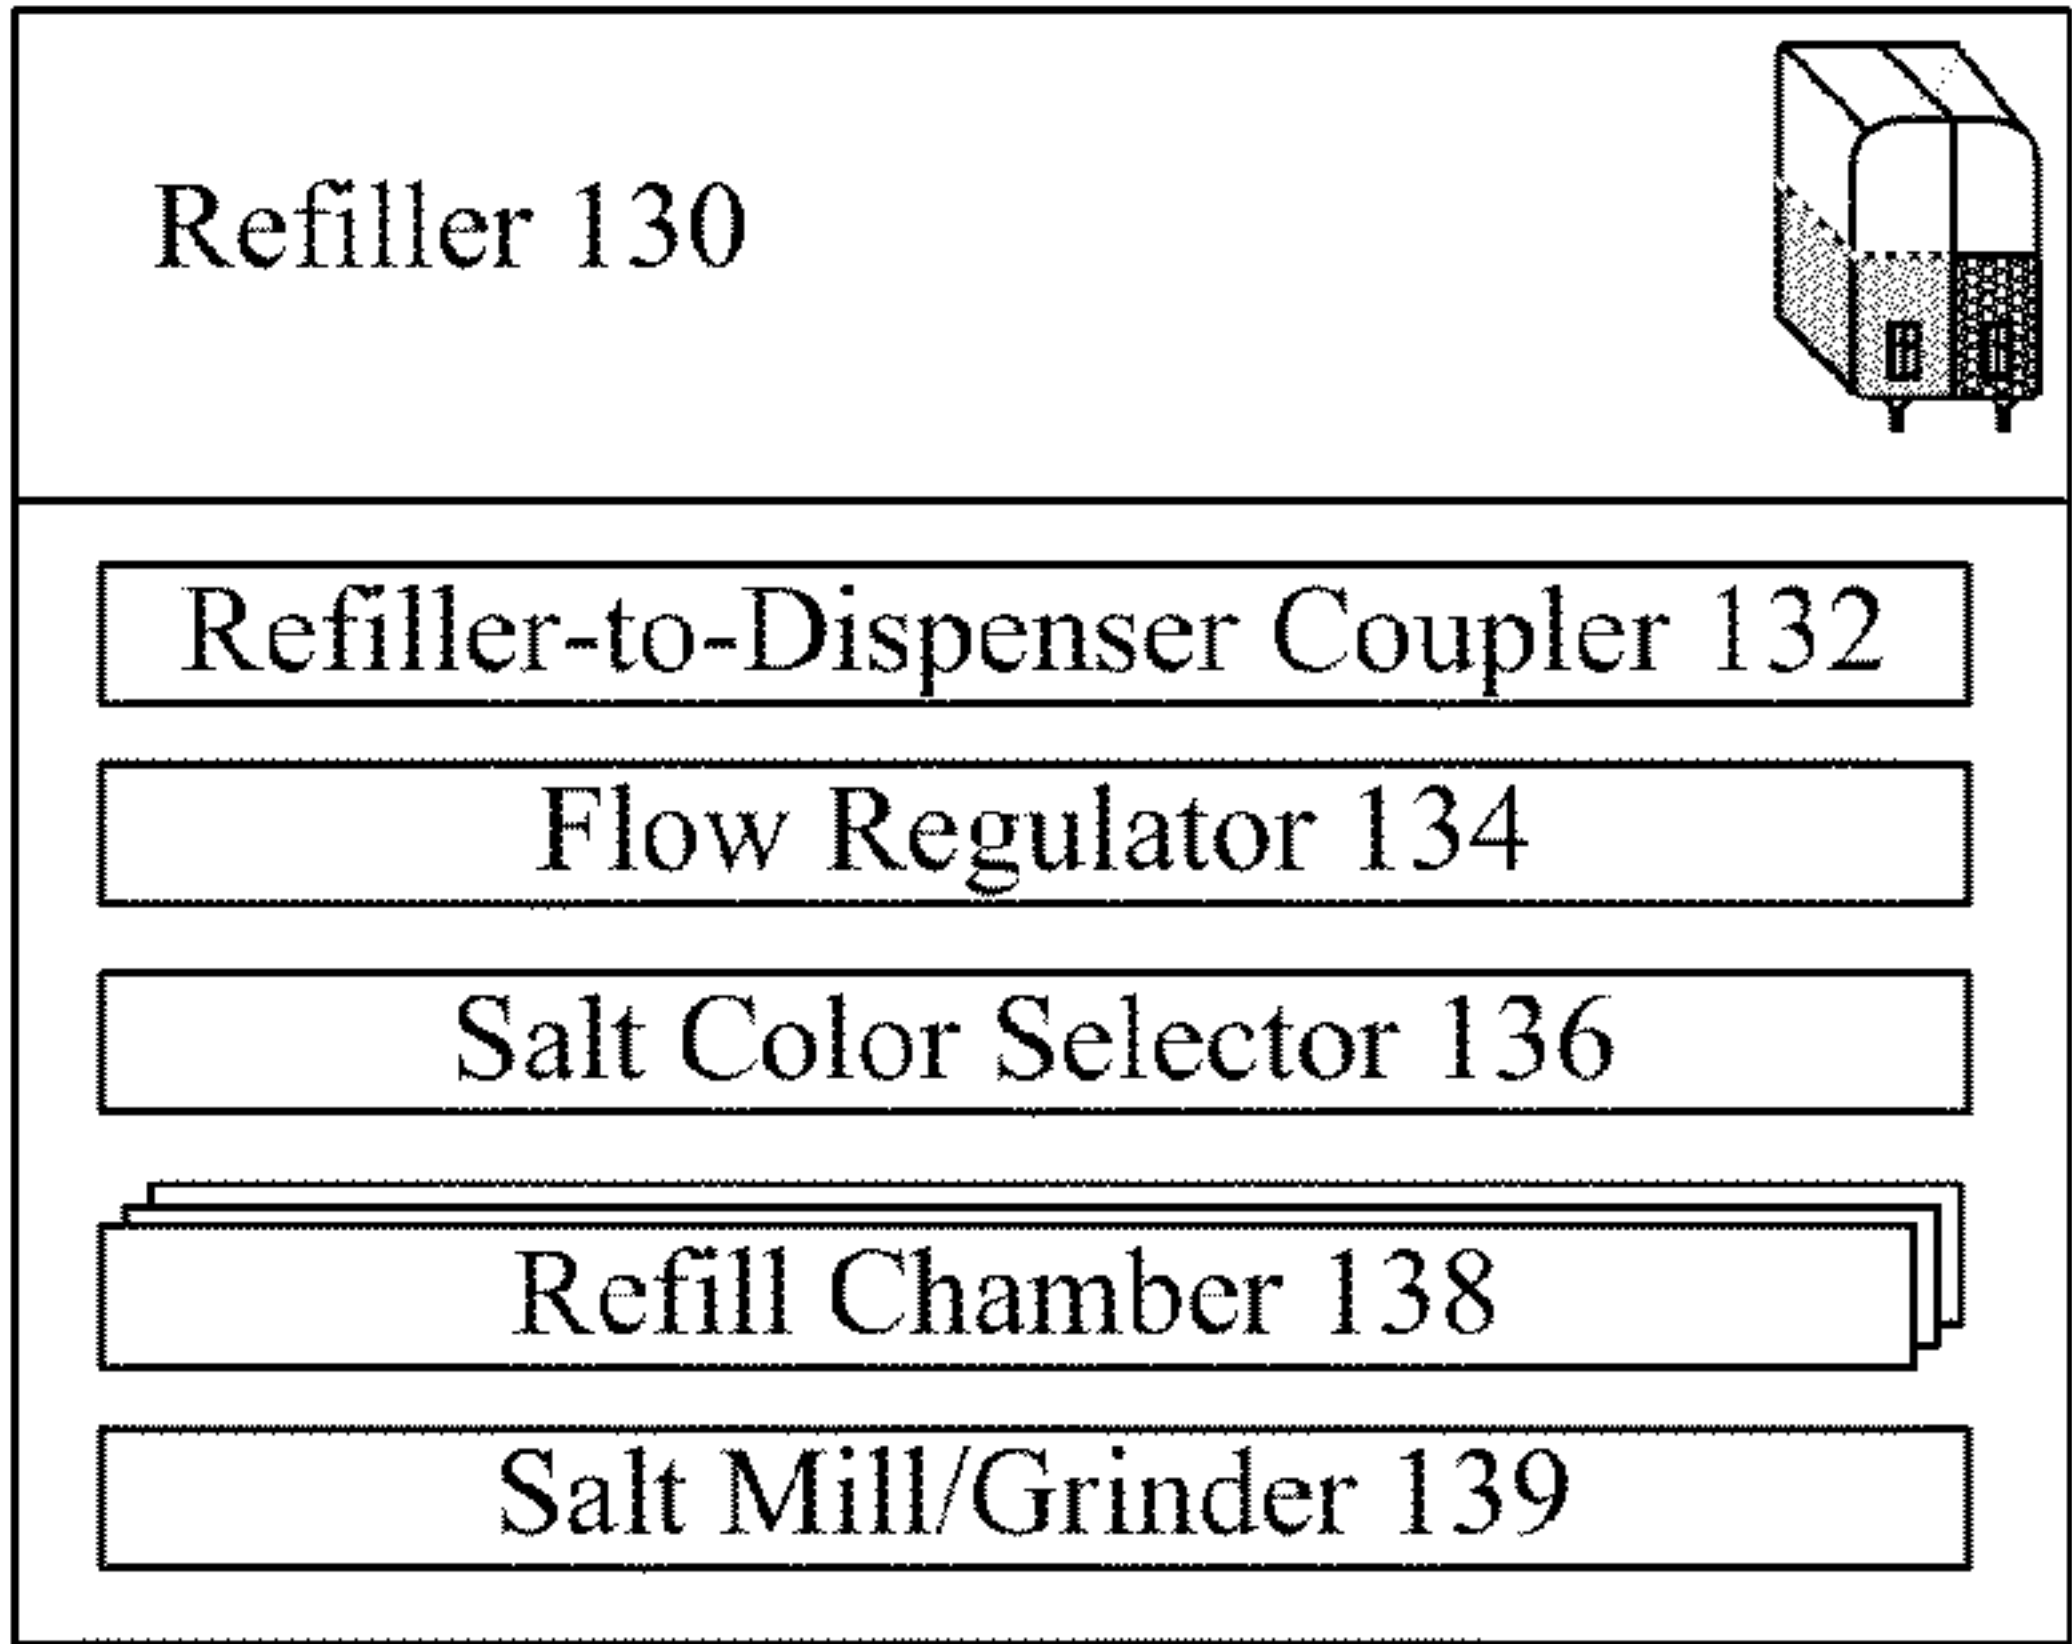 Refiller 130
Refiller-to-Dispenser Coupler 132
Flow Regulator 134
Salt Color Selector 136
Refill Chamber 138
Salt Mill/Grinder 139